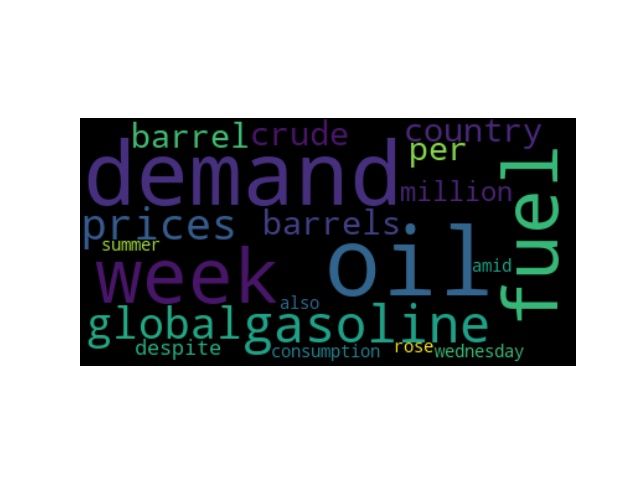 barrel crude country
demand per
million
prices barrels fuel
summer
week oil amid
also
global gasoline
despite consumption rose wednesday